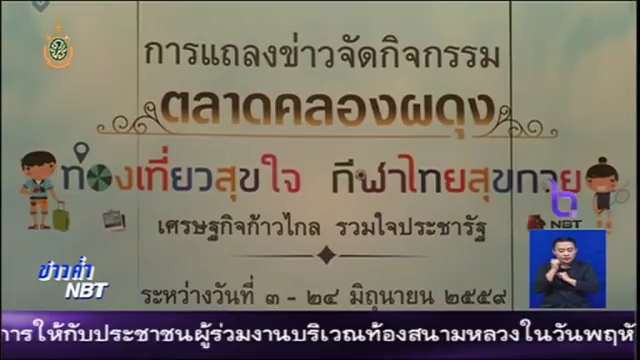 การแถลงข่าวจัดกิจกรรม
ตลาดคลองผดุง
ท่องเที่ยวสุขใจ กีฬาไทยสุขกาย
เศรษฐกิจก้าวไกล รวมใจประชารัฐ
ระหว่างวันที่ ๓ - ๒๔ มิถุนายน ๒๕๕๙
NBT
ข่าวค่ำ
NBT
การให้กับประชาชนผู้ร่วมงานบริเวณท้องสนามหลวงในวันพฤหั